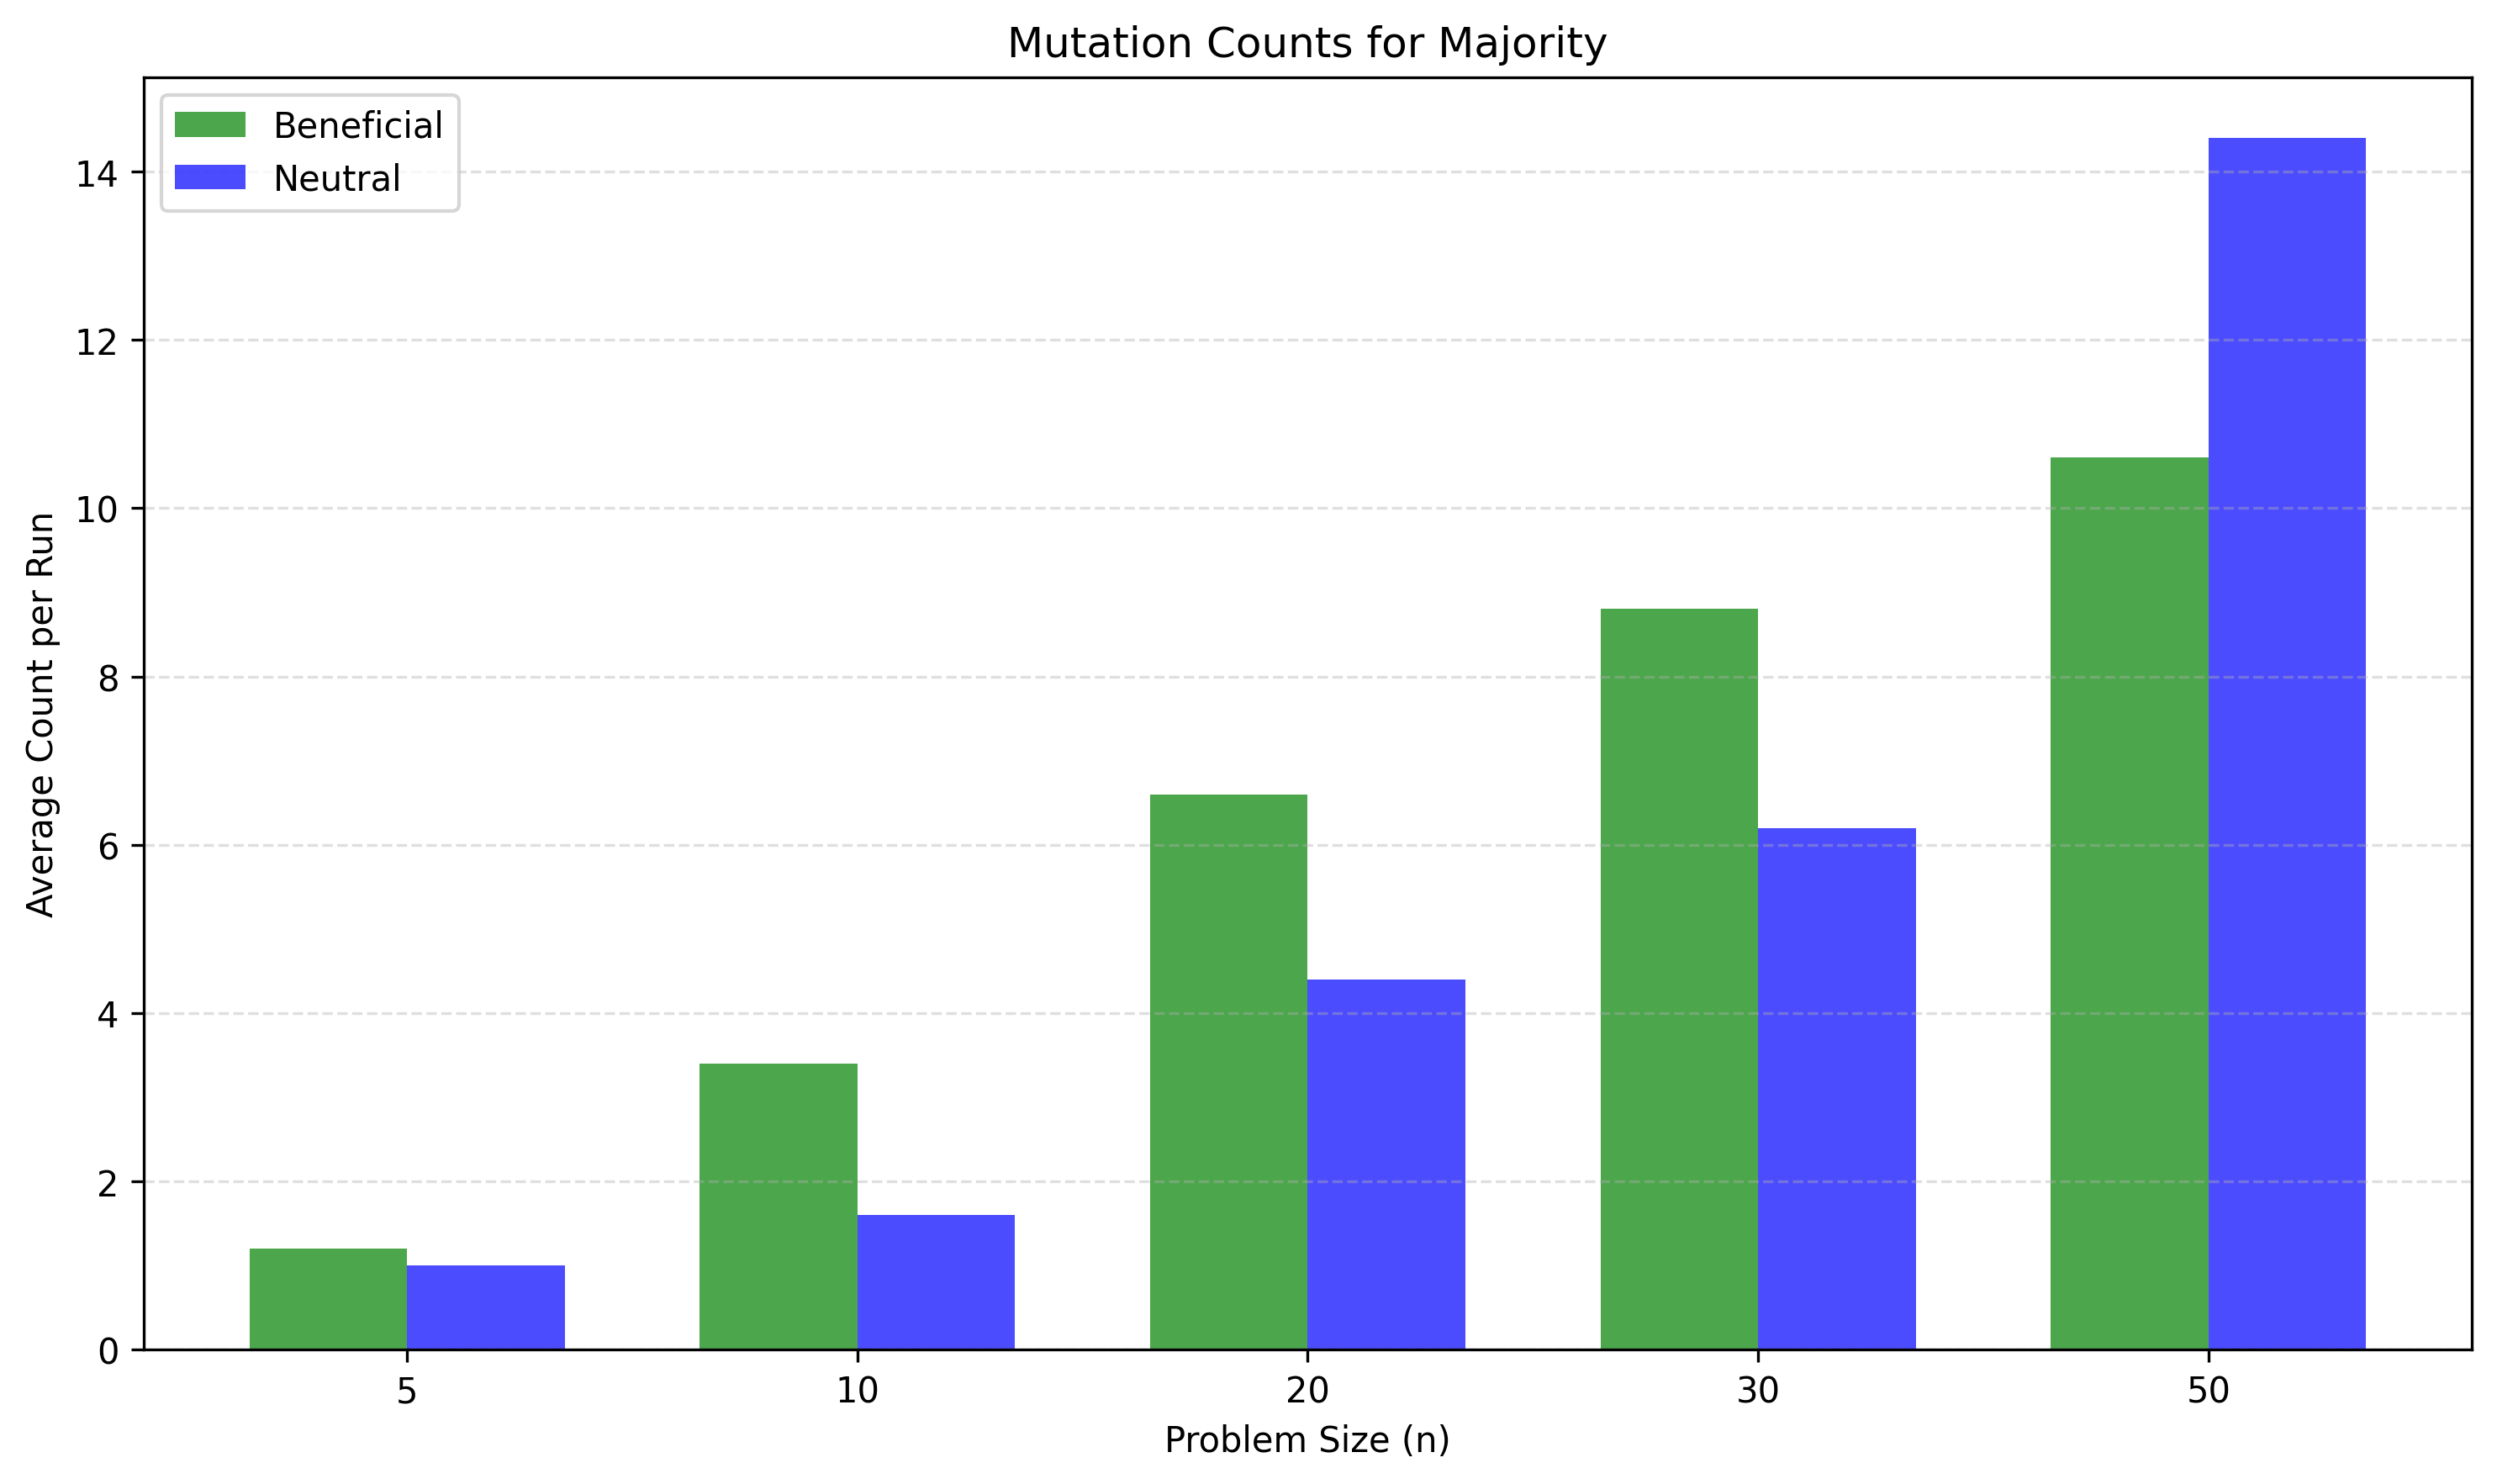 Mutation Counts for Majority
Beneficial
Neutral
Average Count per Run
14
12
10
8
6
4
2
0
5 10 20 30 50
Problem Size (n)